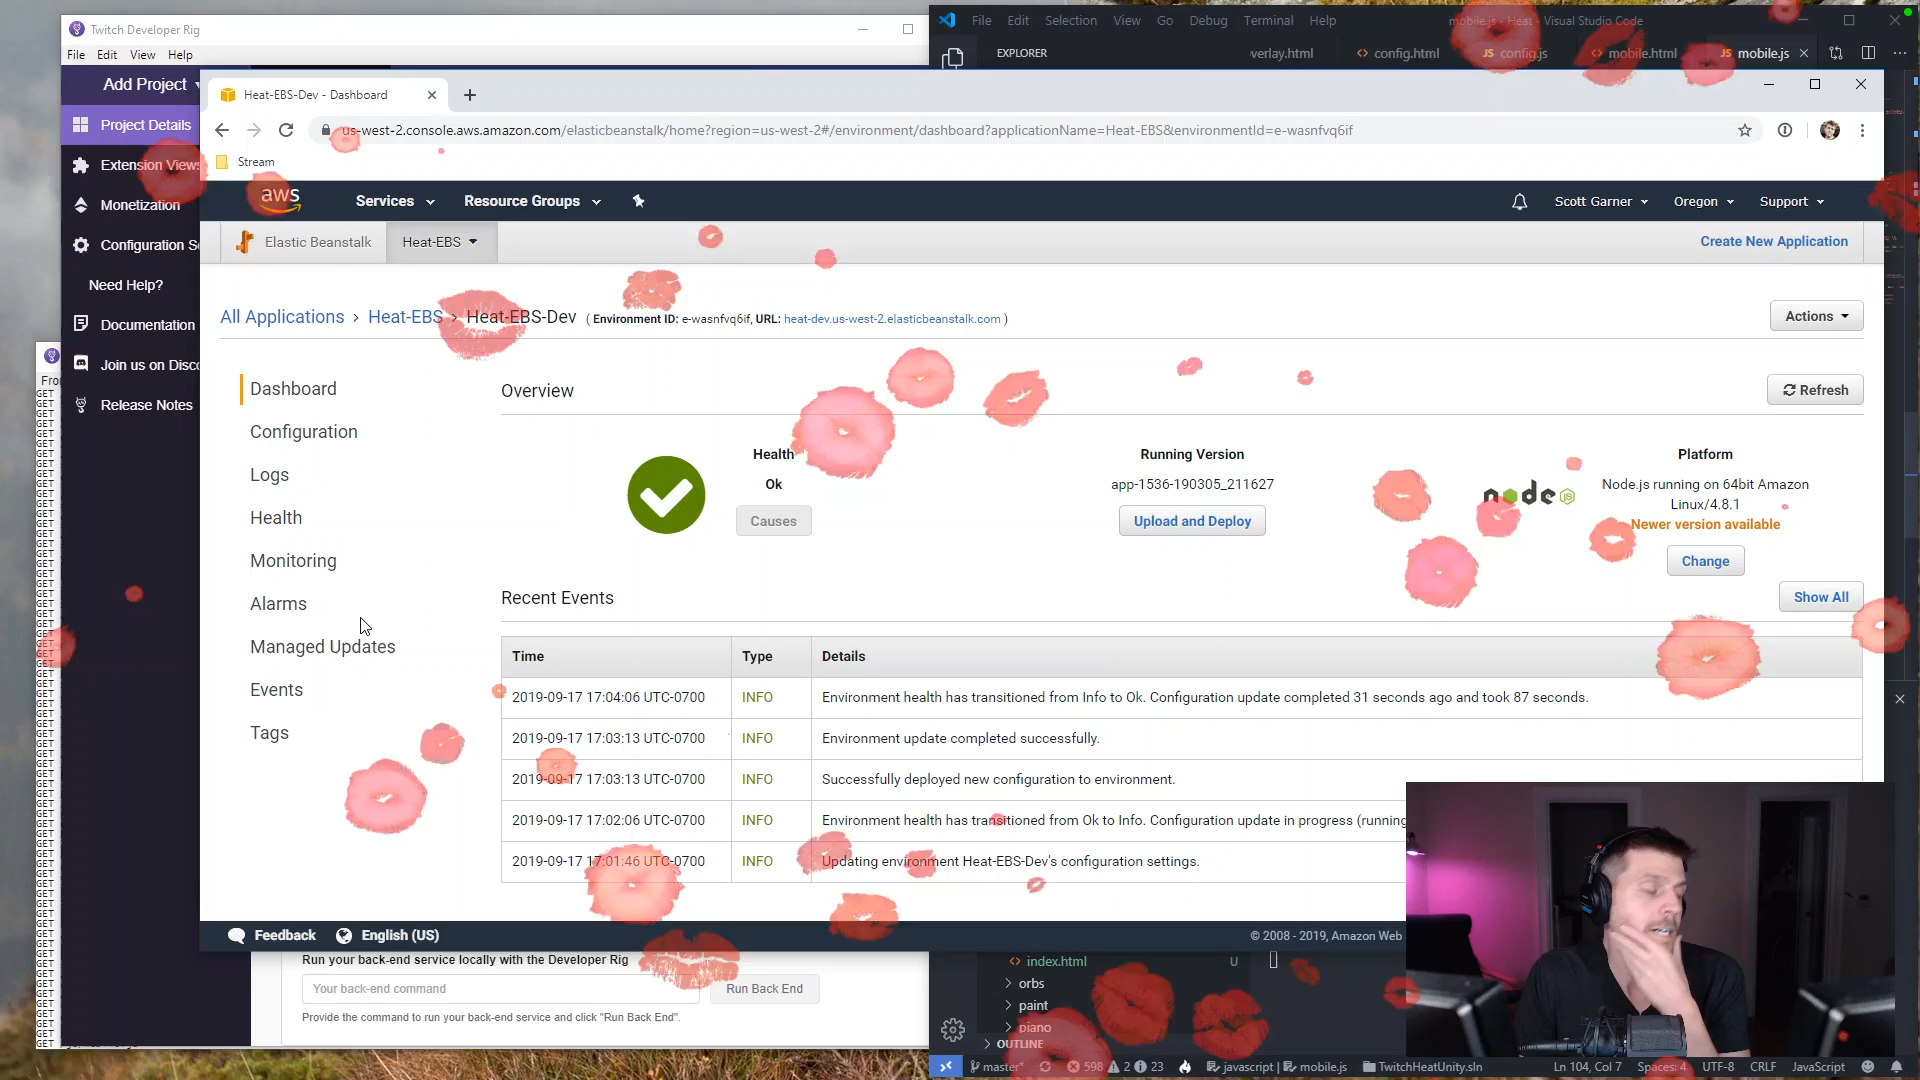 Twitch Developer Rig
File Edit View Help
Add Project
Project Details
Extension Views
Monetization
Configuration S
Need Help?
Documentation
Join us on Disco
Release Notes
Fro
GET
File Edit Selection View Go Debug Terminal Help
mobile.js - Heat - Visual Studio Code
EXPLORER
verlay.html
config.html
JS config.js
mobile.html
JS mobile.js
Heat-EBS-Dev - Dashboard
us-west-2.console.aws.amazon.com/elasticbeanstalk/home?region=us-west-2#/environment/dashboard?applicationName=Heat-EBS&environmentId=e-wasnfvq6if
Stream
aws
Services
Resource Groups
Scott Garner
Oregon
Support
Elastic Beanstalk
Heat-EBS
Create New Application
All Applications > Heat-EBS > Heat-EBS-Dev ( Environment ID: e-wasnfvq6if, URL: heat-dev.us-west-2.elasticbeanstalk.com )
Actions
Dashboard
Configuration
Logs
Health
Monitoring
Alarms
Managed Updates
Events
Tags
Overview
Refresh
Health
Ok
Causes
Running Version
app-1536-190305_211627
Upload and Deploy
node JS
Platform
Node.js running on 64bit Amazon
Linux/4.8.1
Newer version available
Change
Recent Events
Show All
Time Type Details
2019-09-17 17:04:06 UTC-0700 INFO Environment health has transitioned from Info to Ok. Configuration update completed 31 seconds ago and took 87 seconds.
2019-09-17 17:03:13 UTC-0700 INFO Environment update completed successfully.
2019-09-17 17:03:13 UTC-0700 INFO Successfully deployed new configuration to environment.
2019-09-17 17:02:06 UTC-0700 INFO Environment health has transitioned from Ok to Info. Configuration update in progress (running
2019-09-17 17:01:46 UTC-0700 INFO Updating environment Heat-EBS-Dev's configuration settings.
Feedback
English (US)
© 2008 - 2019, Amazon Web
Run your back-end service locally with the Developer Rig
Your back-end command
Run Back End
Provide the command to run your back-end service and click "Run Back End".
index.html U
orbs
paint
piano
OUTLINE
master*
598 2 23
javascript | mobile.js
TwitchHeatUnity.sln
Ln 104, Col 7
Spaces: 4
UTF-8
CRLF
JavaScript